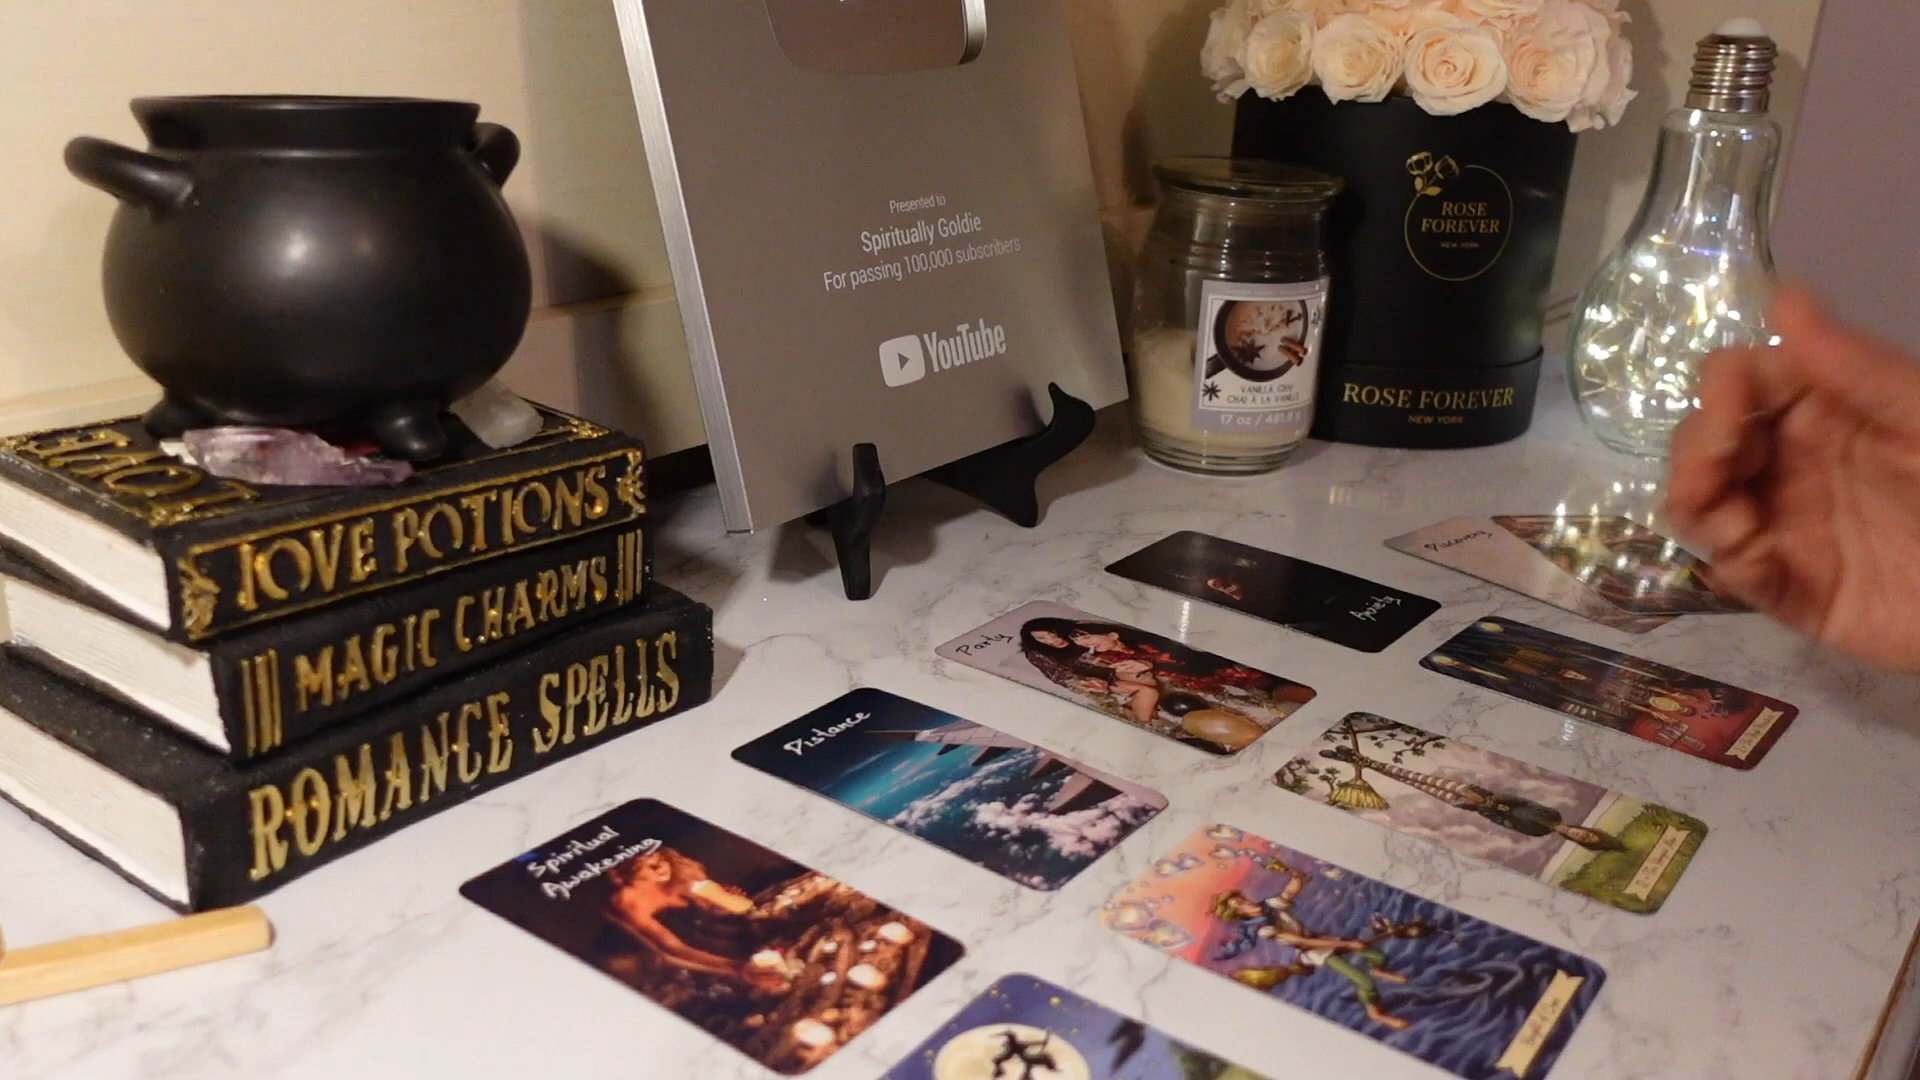 LOVE
LOVE POTIONS
MAGIC CHARMS
ROMANCE SPELLS
Presented to
Spiritually Goldie
For passing 100,000 subscribers
YouTube
VANILLA CHAI
CHAI À LA VANILLE
17 oz /
ROSE
FOREVER
NEW YORK
ROSE FOREVER
NEW YORK
Discovery
Anxiety
Party
Distance
Spiritual
Awakening